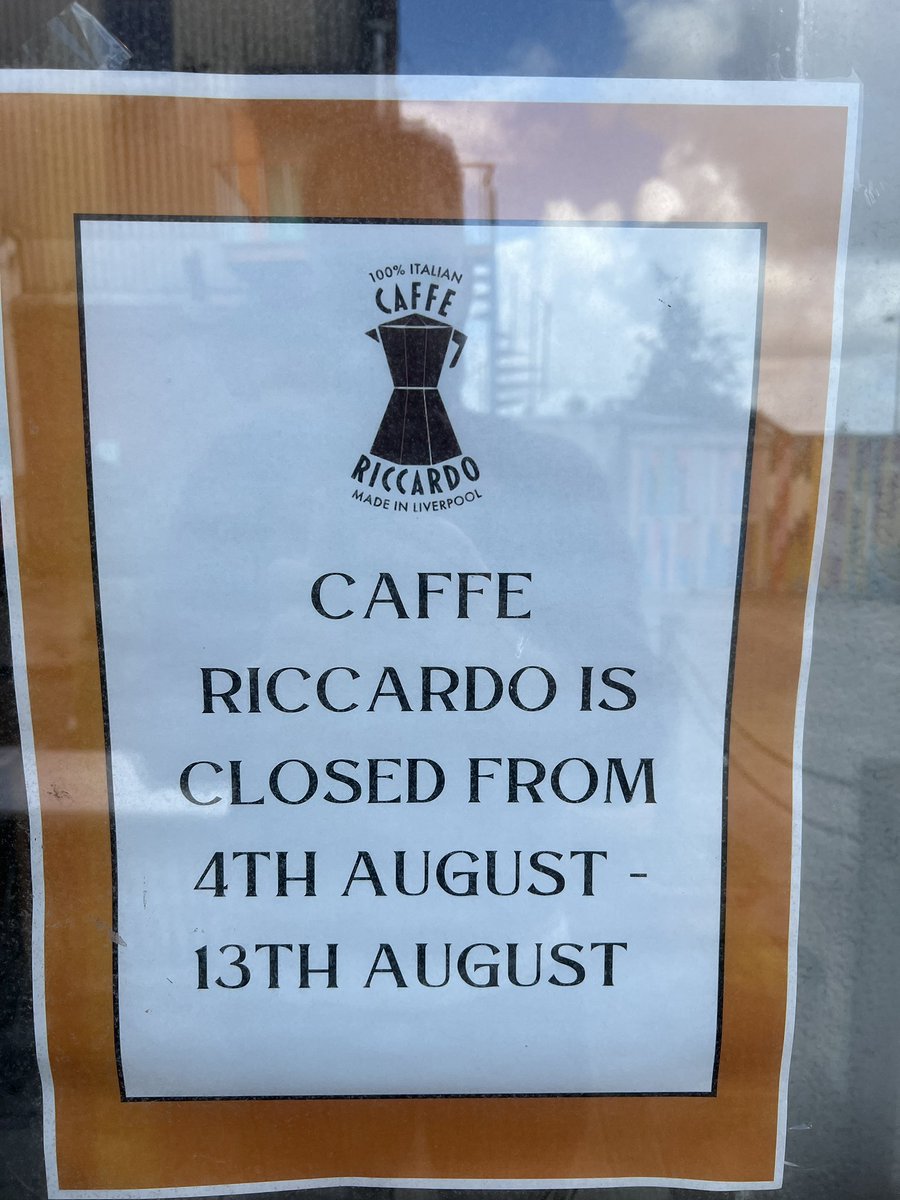 100% ITALIAN
CAFFE
RICCARDO
MADE IN LIVERPOOL
CAFFE
RICCARDO IS
CLOSED FROM
4TH AUGUST -
13TH AUGUST